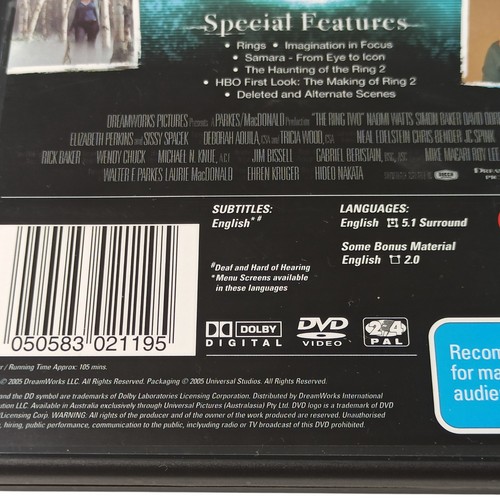 Special Features
• Rings • Imagination in Focus
• Samara - From Eye to Icon
• The Haunting of the Ring 2
• HBO First Look: The Making of Ring 2
• Deleted and Alternate Scenes
DREAMWORKS PICTURES Presents A PARKES/MACDONALD Production "THE RING TWO" NAOMI WATTS SIMON BAKER DAVID
ELIZABETH PERKINS and SISSY SPACEK DEBORAH AQUILA, CSA and TRICIA WOOD, CSA NEAL EDELSTEIN CHRIS BENDER JC SPINK
RICK BAKER WENDY CHUCK MICHAEL N. KNUE, A.C.E. JIM BISSELL GABRIEL BERISTAIN, MIKE MACARI ROY LEE
WALTER F. PARKES LAURIE MACDONALD EHREN KRUGER HIDEO NAKATA
SUBTITLES:
English*#
#Deaf and Hard of Hearing
*Menu Screens available
in these languages
LANGUAGES:
English 5.1 Surround
Some Bonus Material
English 2.0
050583 021195
DOLBY
DIGITAL
DVD
VIDEO
2 4
PAL
Running Time Approx: 105 mins.
© 2005 DreamWorks LLC. All Rights Reserved. Packaging © 2005 Universal Studios. All Rights Reserved.
and the DD symbol are trademarks of Dolby Laboratories Licensing Corporation. Distributed by DreamWorks International
LLC. Available in Australia exclusively through Universal Pictures (Australasia) Pty Ltd. DVD logo is a trademark of DVD
/Licensing Corp. WARNING: All rights of the producer and of the owner of the work produced are reserved. Unauthorised
, hiring, public performance, communication to the public, inclyuding radio or TV broadcast of this DVD prohibited.
Recom
for ma
audie